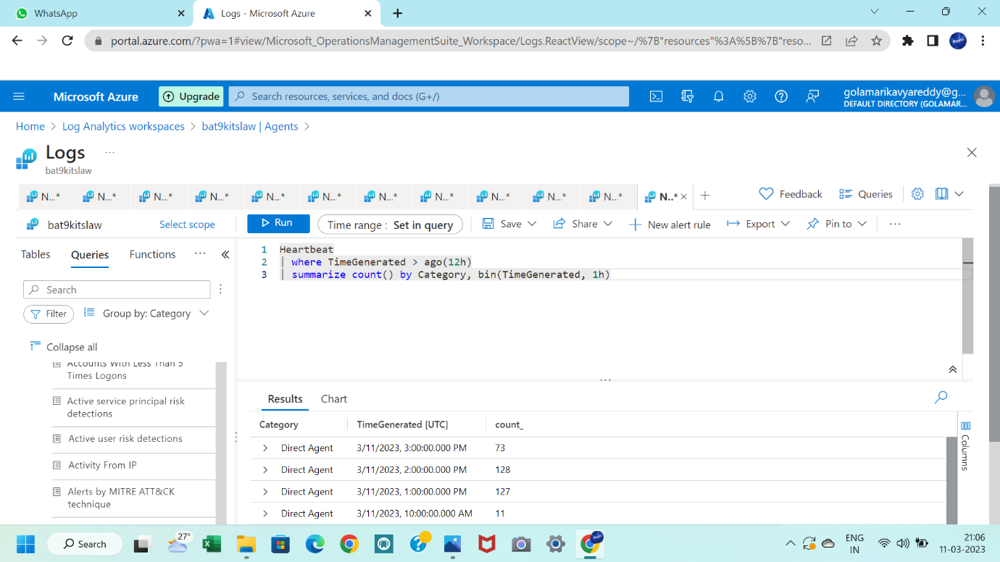 WhatsApp
Logs - Microsoft Azure
portal.azure.com/?pwa=1#view/Microsoft_OperationsManagementSuite_Workspace/Logs.ReactView/scope~/%7B"resources"%3A%5B%7B"reso...
Microsoft Azure
Upgrade
Search resources, services, and docs (G+/)
golamarikavyareddy@g...
DEFAULT DIRECTORY (GOLAMAR...
Home > Log Analytics workspaces > bat9kitslaw | Agents >
Logs ...
bat9kitslaw
N...* N...* N...* N...* N...* N...* N...* N...* N...* N...* N...* N...*
Feedback
Queries
bat9kitslaw
Select scope
Run
Time range : Set in query
Save
Share
New alert rule
Export
Pin to
...
Tables Queries Functions ...
1 Heartbeat
2 | where TimeGenerated > ago(12h)
3 | summarize count() by Category, bin(TimeGenerated, 1h)
Search
Filter
Group by: Category
Collapse all
Accounts With Less Than 5
Times Logons
Active service principal risk
detections
Active user risk detections
Activity From IP
Alerts by MITRE ATT&CK
technique
Results Chart
Category TimeGenerated [UTC] count_
Direct Agent 3/11/2023, 3:00:00.000 PM 73
Direct Agent 3/11/2023, 2:00:00.000 PM 128
Direct Agent 3/11/2023, 1:00:00.000 PM 127
Direct Agent 3/11/2023, 10:00:00.000 AM 11
Columns
Search
27°
ENG
IN
21:06
11-03-2023